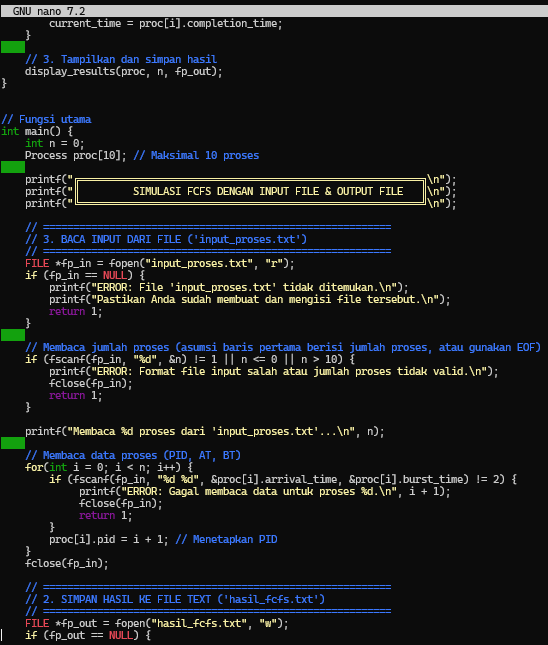 GNU nano 7.2
        current_time = proc[i].completion_time;
    }

    // 3. Tampilkan dan simpan hasil
    display_results(proc, n, fp_out);
}

// Fungsi utama
int main() {
    int n = 0;
    Process proc[10]; // Maksimal 10 proses

    printf("╔══════════════════════════════════════════════════════════╗\n");
    printf("║         SIMULASI FCFS DENGAN INPUT FILE & OUTPUT FILE    ║\n");
    printf("╚══════════════════════════════════════════════════════════╝\n");

    // ==========================================================
    // 3. BACA INPUT DARI FILE ('input_proses.txt')
    // ==========================================================
    FILE *fp_in = fopen("input_proses.txt", "r");
    if (fp_in == NULL) {
        printf("ERROR: File 'input_proses.txt' tidak ditemukan.\n");
        printf("Pastikan Anda sudah membuat dan mengisi file tersebut.\n");
        return 1;
    }

    // Membaca jumlah proses (asumsi baris pertama berisi jumlah proses, atau gunakan EOF)
    if (fscanf(fp_in, "%d", &n) != 1 || n <= 0 || n > 10) {
        printf("ERROR: Format file input salah atau jumlah proses tidak valid.\n");
        fclose(fp_in);
        return 1;
    }

    printf("Membaca %d proses dari 'input_proses.txt'...\n", n);

    // Membaca data proses (PID, AT, BT)
    for(int i = 0; i < n; i++) {
        if (fscanf(fp_in, "%d %d", &proc[i].arrival_time, &proc[i].burst_time) != 2) {
             printf("ERROR: Gagal membaca data untuk proses %d.\n", i + 1);
             fclose(fp_in);
             return 1;
        }
        proc[i].pid = i + 1; // Menetapkan PID
    }
    fclose(fp_in);

    // ==========================================================
    // 2. SIMPAN HASIL KE FILE TEXT ('hasil_fcfs.txt')
    // ==========================================================
    FILE *fp_out = fopen("hasil_fcfs.txt", "w");
    if (fp_out == NULL) {